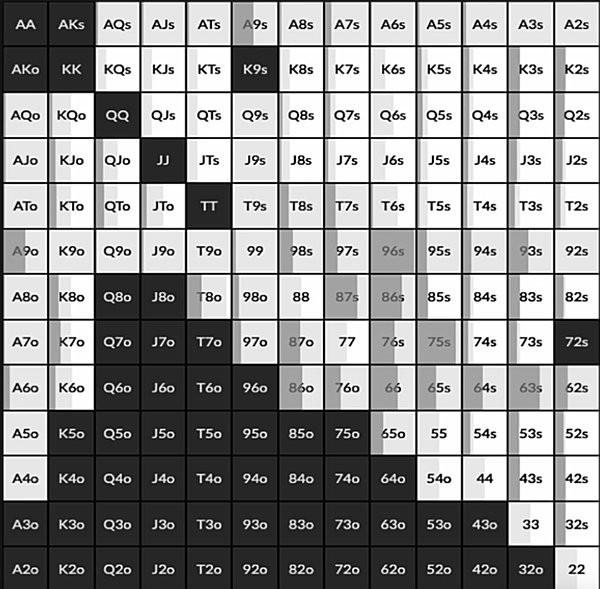 AA AKs AQs AJs ATs A9s A8s A7s A6s A5s A4s A3s A2s
AKo KK KQs KJs KTs K9s K8s K7s K6s K5s K4s K3s K2s
AQo KQo QQ QJs QTs Q9s Q8s Q7s Q6s Q5s Q4s Q3s Q2s
AJo KJo QJo JJ JTs J9s J8s J7s J6s J5s J4s J3s J2s
ATo KTo QTo JTo TT T9s T8s T7s T6s T5s T4s T3s T2s
A9o K9o Q9o J9o T9o 99 98s 97s 96s 95s 94s 93s 92s
A8o K8o Q8o J8o T8o 98o 88 87s 86s 85s 84s 83s 82s
A7o K7o Q7o J7o T7o 97o 87o 77 76s 75s 74s 73s 72s
A6o K6o Q6o J6o T6o 96o 86o 76o 66 65s 64s 63s 62s
A5o K5o Q5o J5o T5o 95o 85o 75o 65o 55 54s 53s 52s
A4o K4o Q4o J4o T4o 94o 84o 74o 64o 54o 44 43s 42s
A3o K3o Q3o J3o T3o 93o 83o 73o 63o 53o 43o 33 32s
A2o K2o Q2o J2o T2o 92o 82o 72o 62o 52o 42o 32o 22